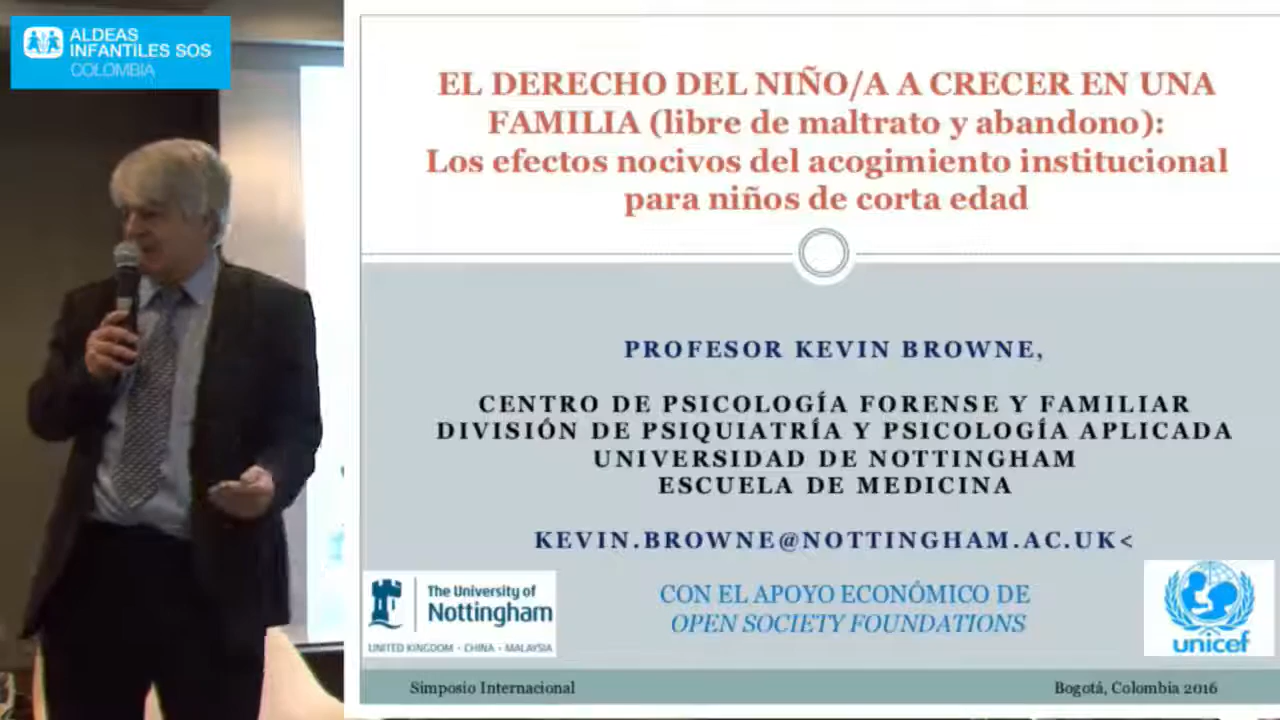 ALDEAS
INFANTILES SOS
COLOMBIA
EL DERECHO DEL NIÑO/A A CRECER EN UNA
FAMILIA (libre de maltrato y abandono):
Los efectos nocivos del acogimiento institucional
para niños de corta edad
PROFESOR KEVIN BROWNE,
CENTRO DE PSICOLOGÍA FORENSE Y FAMILIAR
DIVISIÓN DE PSIQUIATRÍA Y PSICOLOGÍA APLICADA
UNIVERSIDAD DE NOTTINGHAM
ESCUELA DE MEDICINA
KEVIN.BROWNE@NOTTINGHAM.AC.UK<
The University of
Nottingham
UNITED KINGDOM · CHINA · MALAYSIA
CON EL APOYO ECONÓMICO DE
OPEN SOCIETY FOUNDATIONS
unicef
Simposio Internacional
Bogotá, Colombia 2016